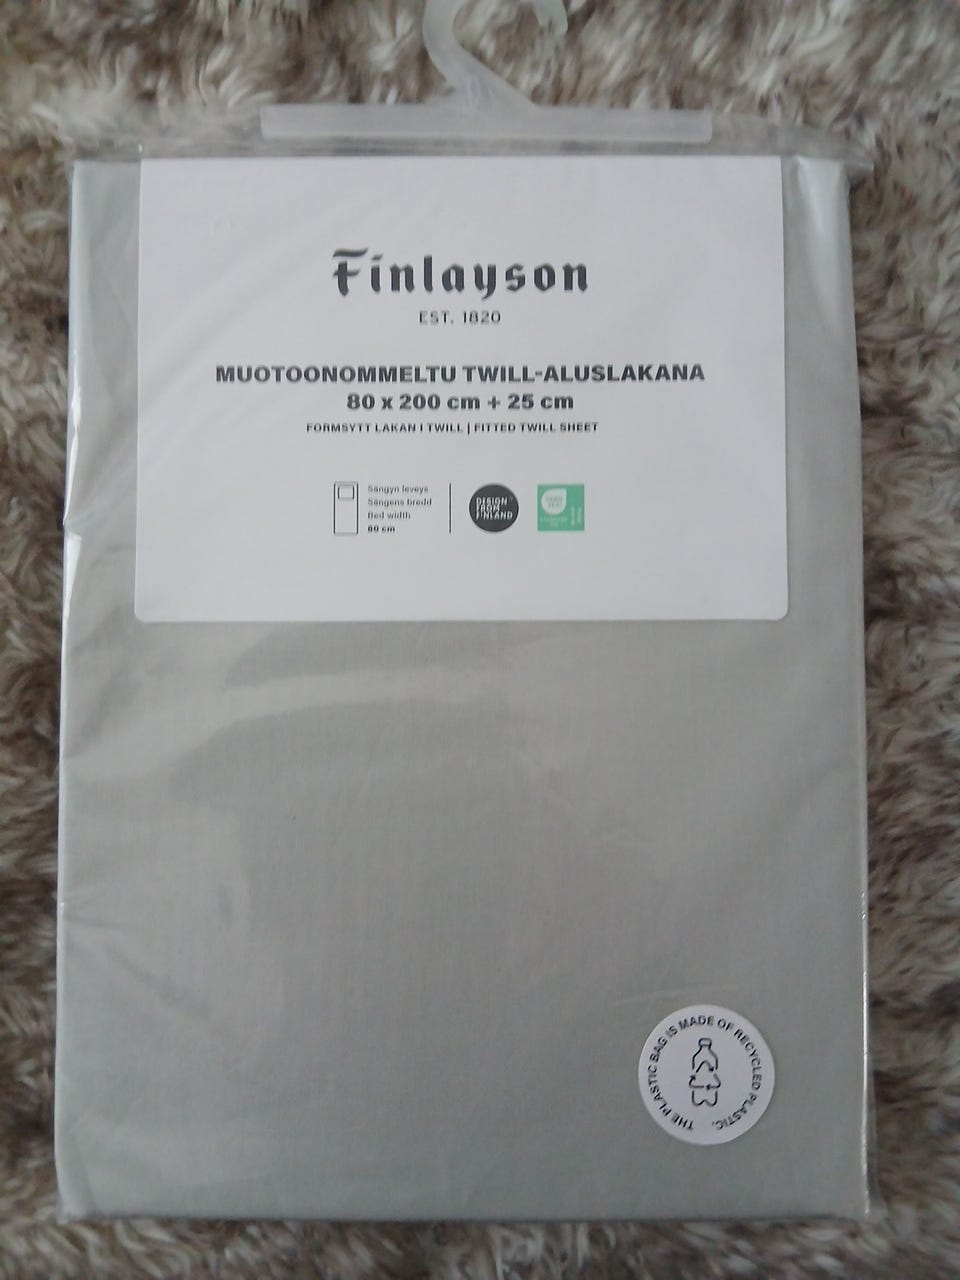 Finlayson
EST. 1820
MUOTOONOMMELTU TWILL-ALUSLAKANA
80 x 200 cm + 25 cm
FORMSYTT LAKAN I TWILL | FITTED TWILL SHEET
Sängyn leveys
Sängens bredd
Bed width
80 cm
DESIGN
FROM
FINLAND
THE PLASTIC BAG IS MADE OF RECYCLED PLASTIC.